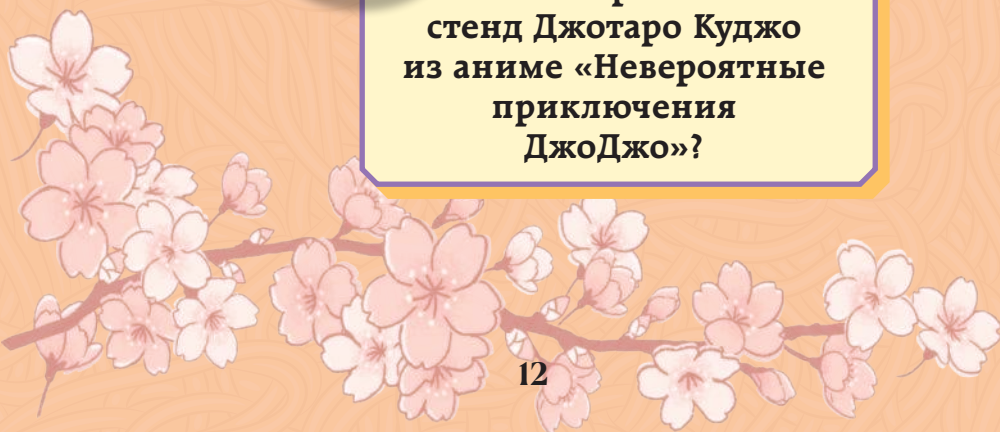 стенд Джотаро Куджо
из аниме «Невероятные
приключения
ДжоДжо»?
12